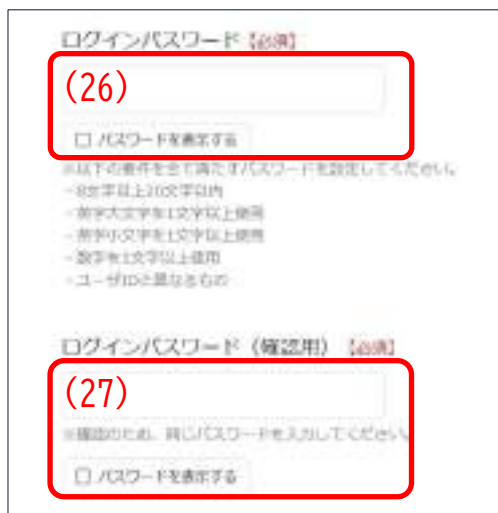 ログインパスワード【必須】
(26)
パスワードを表示する
※以下の要件を全て満たすパスワードを設定してください。
- 8文字以上20文字以内
- 英字大文字を1文字以上使用
- 英字小文字を1文字以上使用
- 数字を1文字以上使用
- ユーザIDと異なるもの
ログインパスワード（確認用）【必須】
(27)
※確認のため、同じパスワードを入力してください。
パスワードを表示する